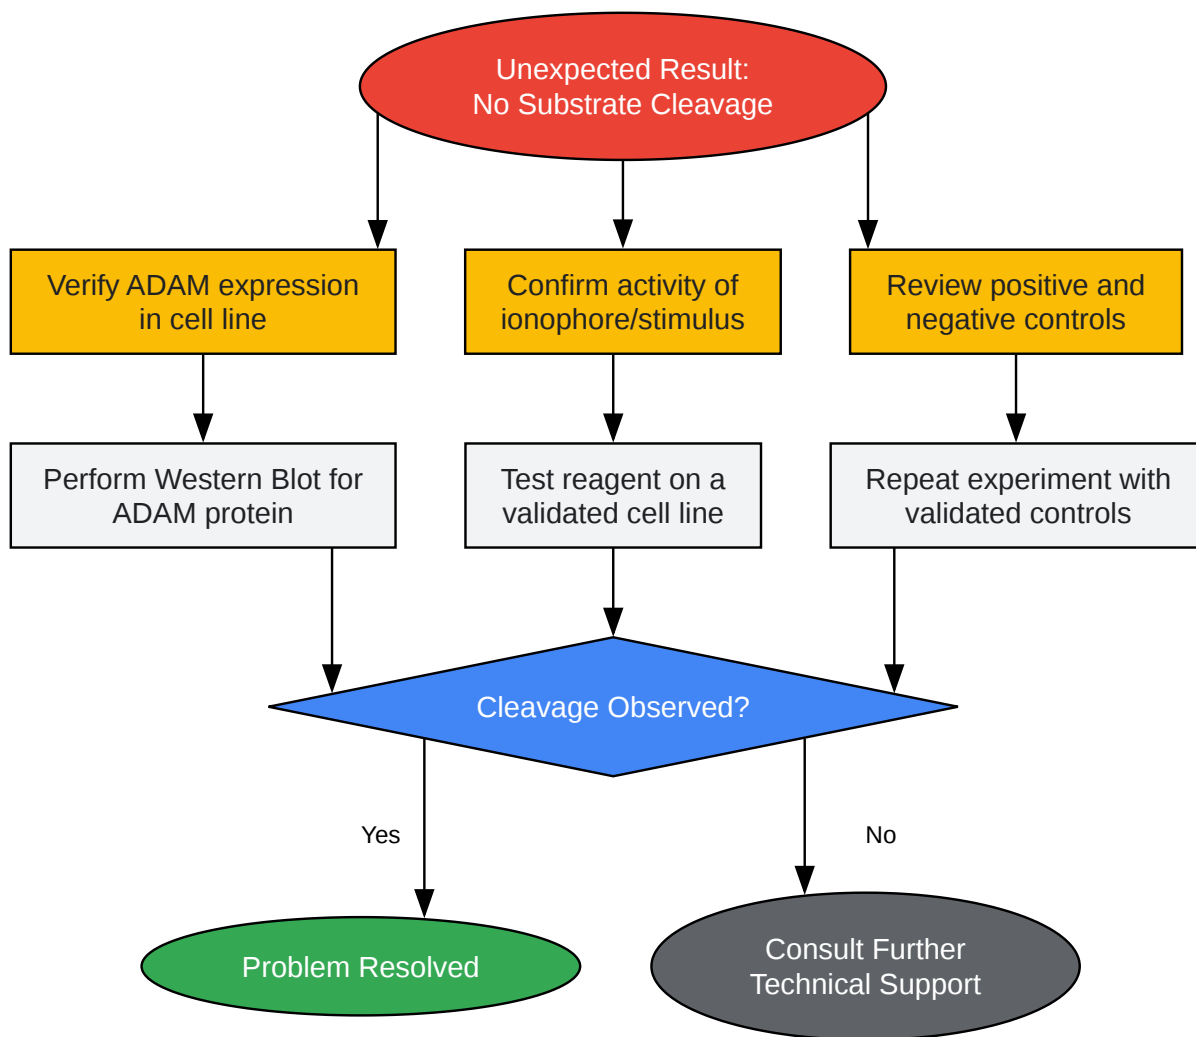 Unexpected Result:
No Substrate Cleavage
Verify ADAM expression
in cell line
Confirm activity of
ionophore/stimulus
Review positive and
negative controls
Perform Western Blot for
ADAM protein
Test reagent on a
validated cell line
Repeat experiment with
validated controls
Cleavage Observed?
Yes
No
Problem Resolved
Consult Further
Technical Support